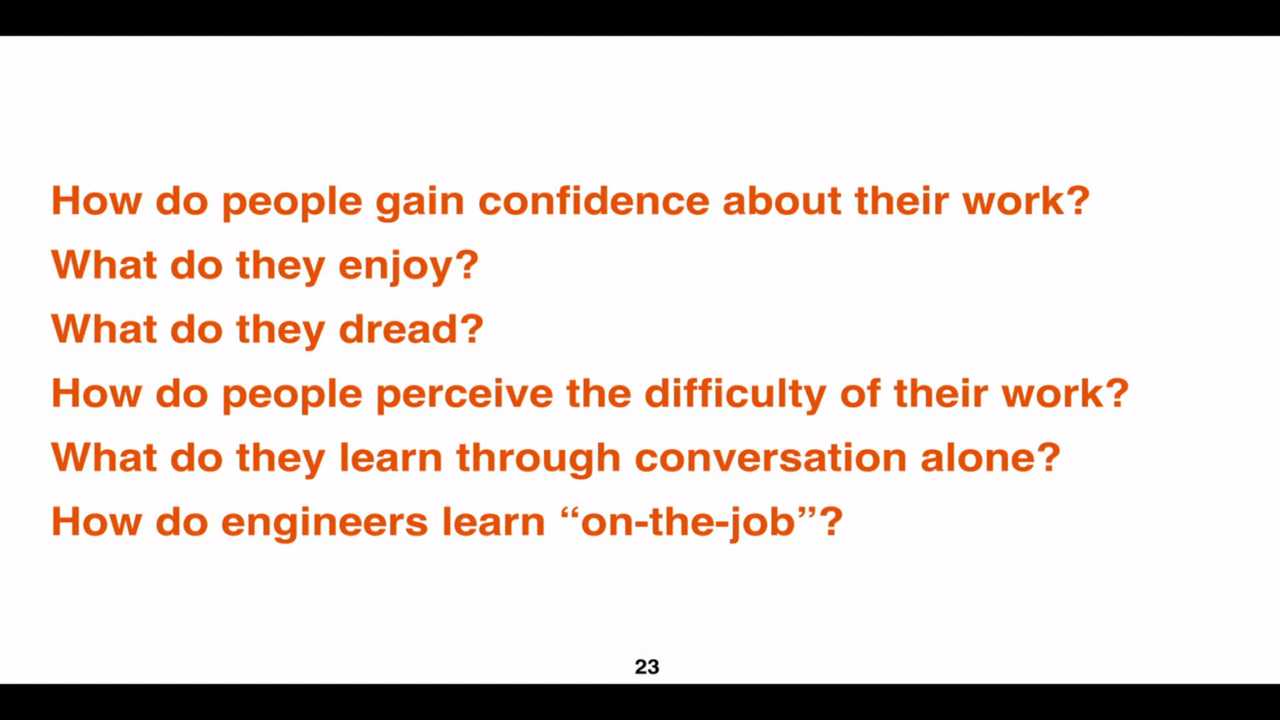 How do people gain confidence about their work?
What do they enjoy?
What do they dread?
How do people perceive the difficulty of their work?
What do they learn through conversation alone?
How do engineers learn “on-the-job”?
23